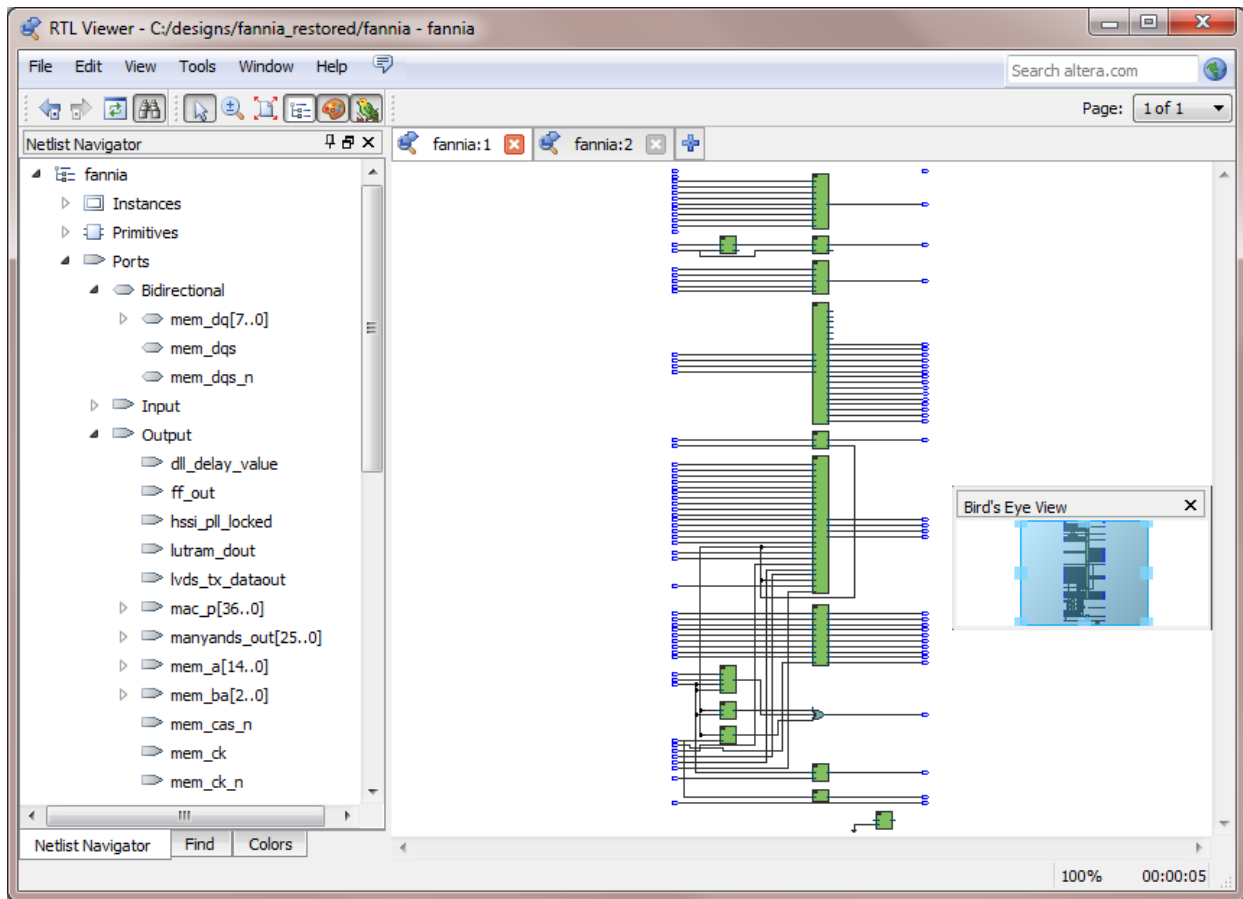 RTL Viewer - C:/designs/fannia_restored/fannia - fannia
File Edit View Tools Window Help
Search altera.com
Page: 1 of 1
Netlist Navigator
fannia:1 fannia:2
fannia
Instances
Primitives
Ports
Bidirectional
mem_dq[7..0]
mem_dqs
mem_dqs_n
Input
Output
dll_delay_value
ff_out
hssi_pll_locked
lutram_dout
lvds_tx_dataout
mac_p[36..0]
manyands_out[25..0]
mem_a[14..0]
mem_ba[2..0]
mem_cas_n
mem_ck
mem_ck_n
Bird's Eye View
Netlist Navigator Find Colors
100% 00:00:05